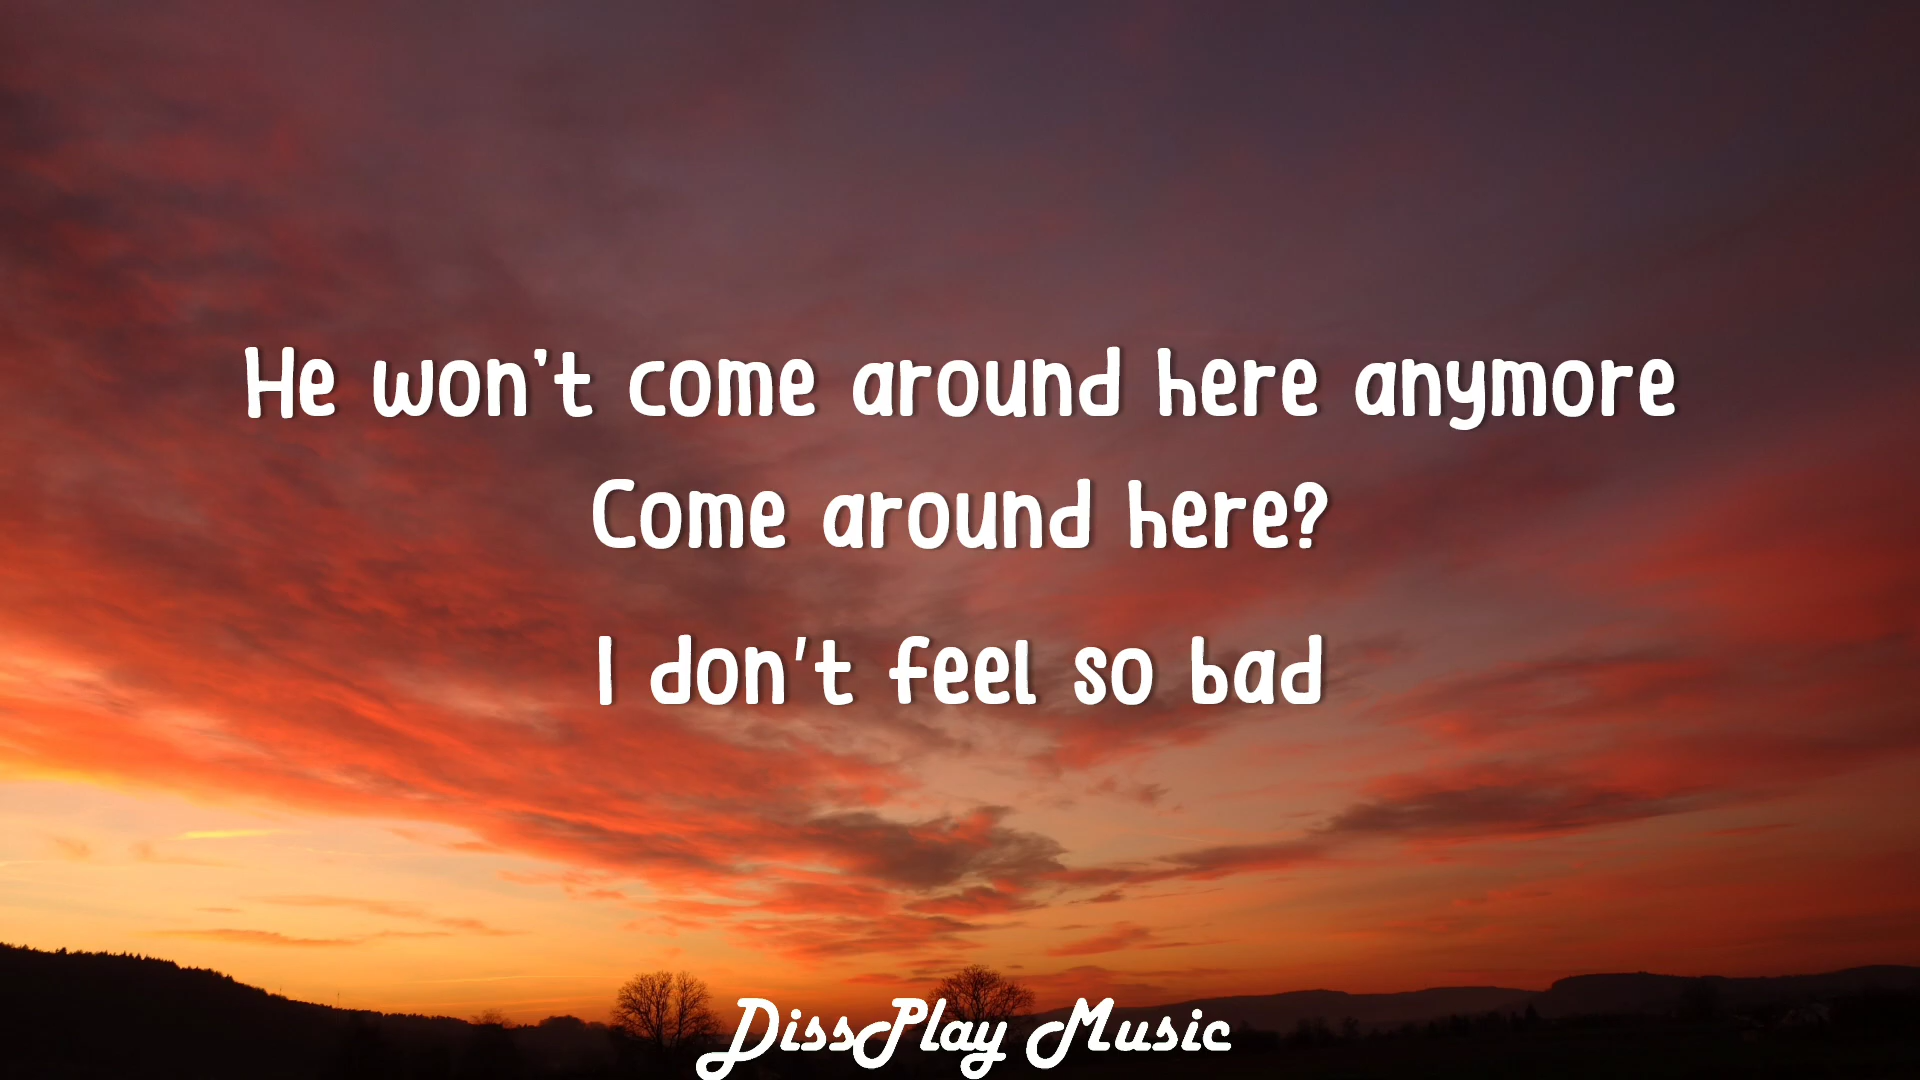 He won't come around here anymore
Come around here?
I don't feel so bad
DissPlay Music